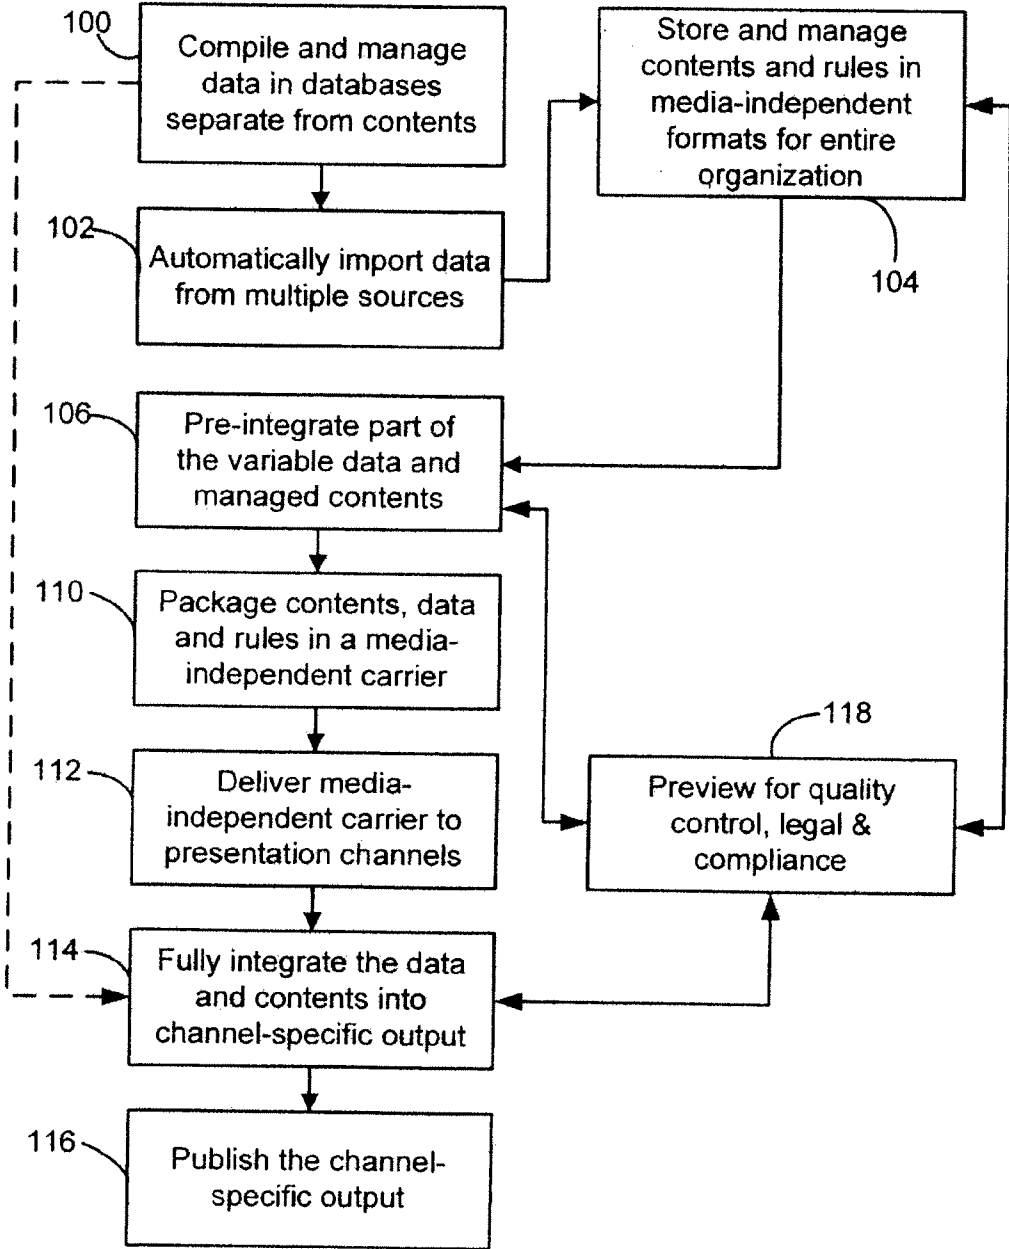 100
Compile and manage
data in databases
separate from contents
Store and manage
contents and rules in
media-independent
formats for entire
organization
104
102
Automatically import data
from multiple sources
106
Pre-integrate part of
the variable data and
managed contents
110
Package contents, data
and rules in a media-
independent carrier
112
Deliver media-
independent carrier to
presentation channels
118
Preview for quality
control, legal &
compliance
114
Fully integrate the data
and contents into
channel-specific output
116
Publish the channel-
specific output